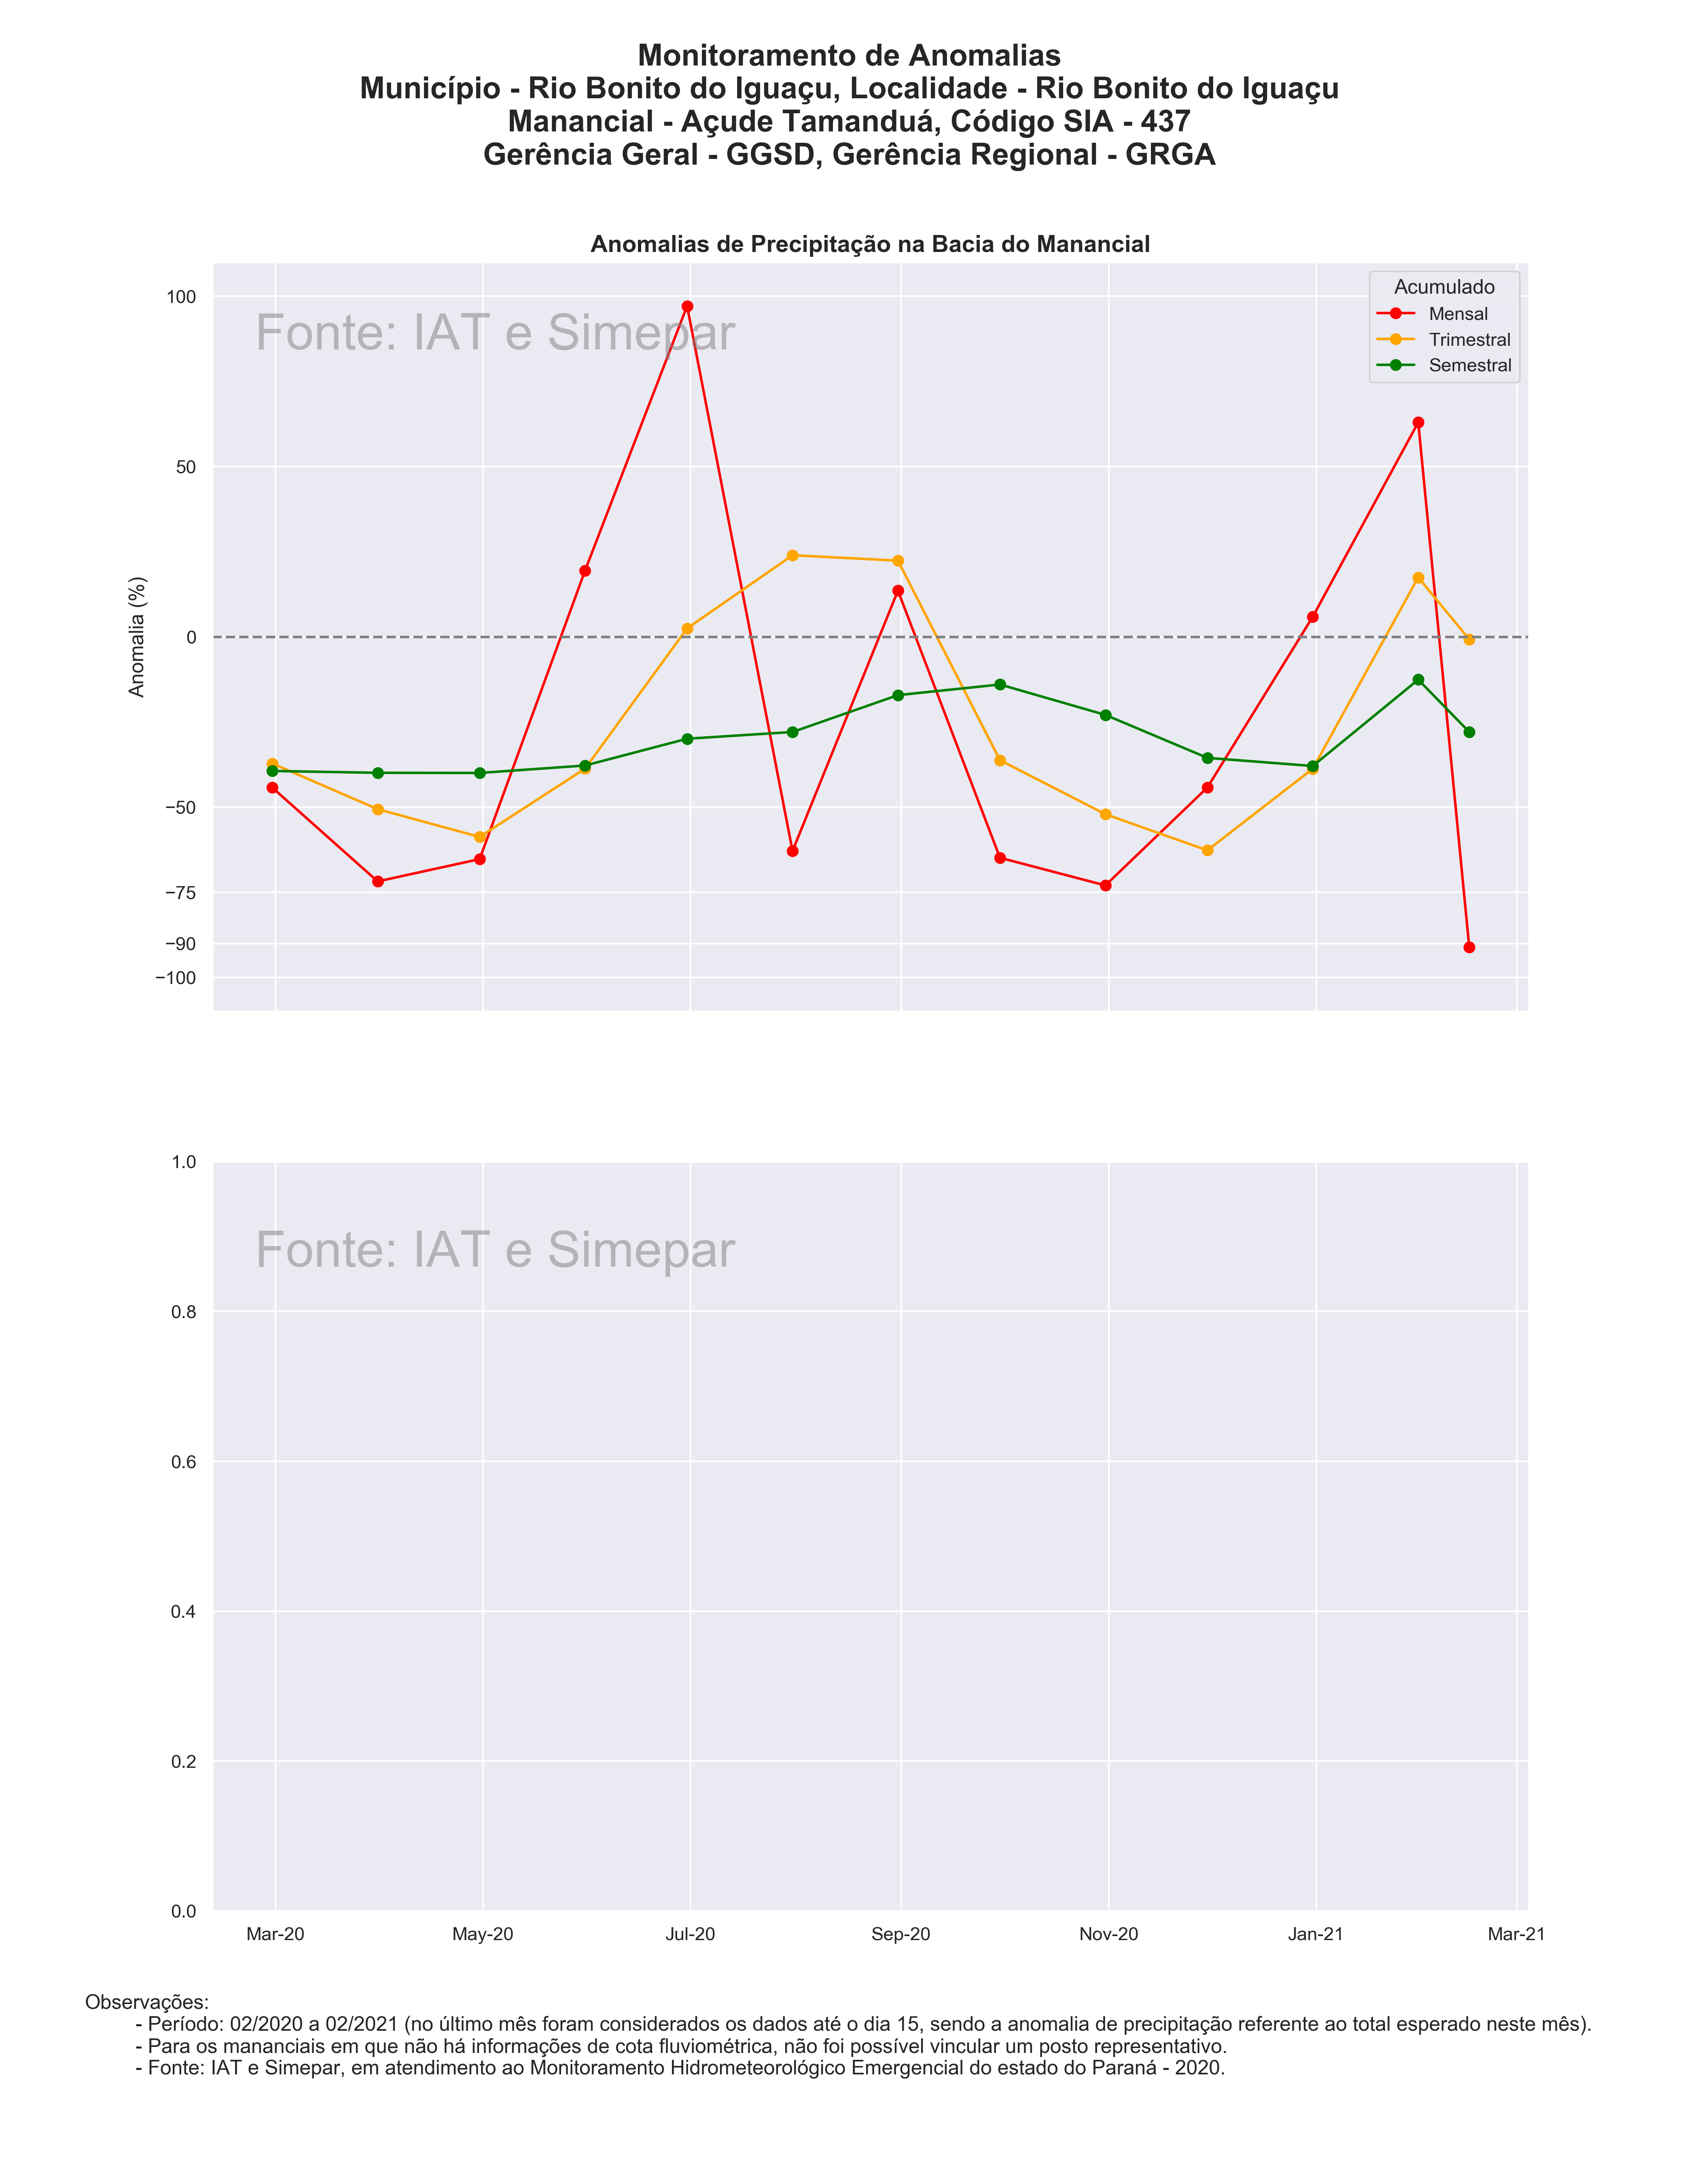 Monitoramento de Anomalias
Município - Rio Bonito do Iguaçu, Localidade - Rio Bonito do Iguaçu
Manancial - Açude Tamanduá, Código SIA - 437
Gerência Geral - GGSD, Gerência Regional - GRGA
Anomalias de Precipitação na Bacia do Manancial
Fonte: IAT e Simepar
Acumulado
Mensal
Trimestral
Semestral
Anomalia (%)
100
50
0
−50
−75
−90
−100
Fonte: IAT e Simepar
1.0
0.8
0.6
0.4
0.2
0.0
Mar-20 May-20 Jul-20 Sep-20 Nov-20 Jan-21 Mar-21
Observações:
- Período: 02/2020 a 02/2021 (no último mês foram considerados os dados até o dia 15, sendo a anomalia de precipitação referente ao total esperado neste mês).
- Para os mananciais em que não há informações de cota fluviométrica, não foi possível vincular um posto representativo.
- Fonte: IAT e Simepar, em atendimento ao Monitoramento Hidrometeorológico Emergencial do estado do Paraná - 2020.